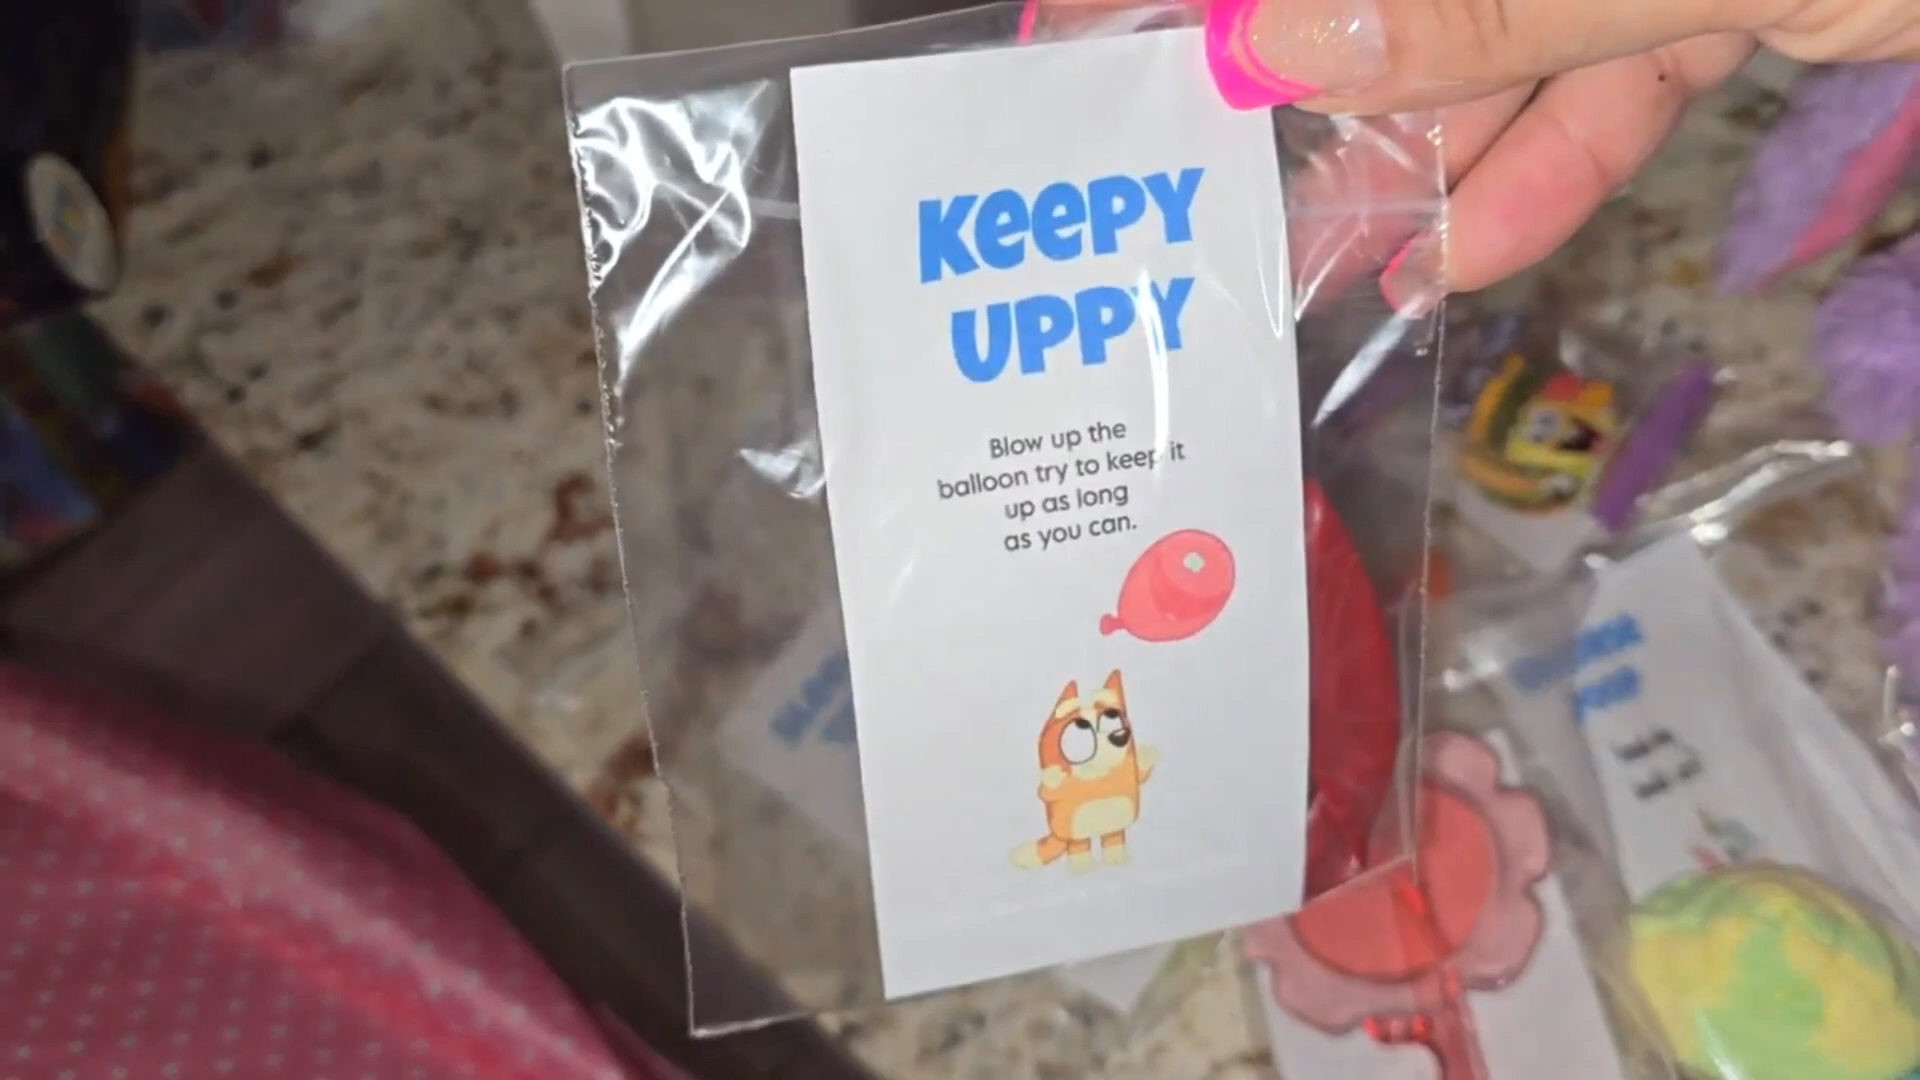 KEEPY
UPPY
Blow up the
balloon try to keep it
up as long
as you can.